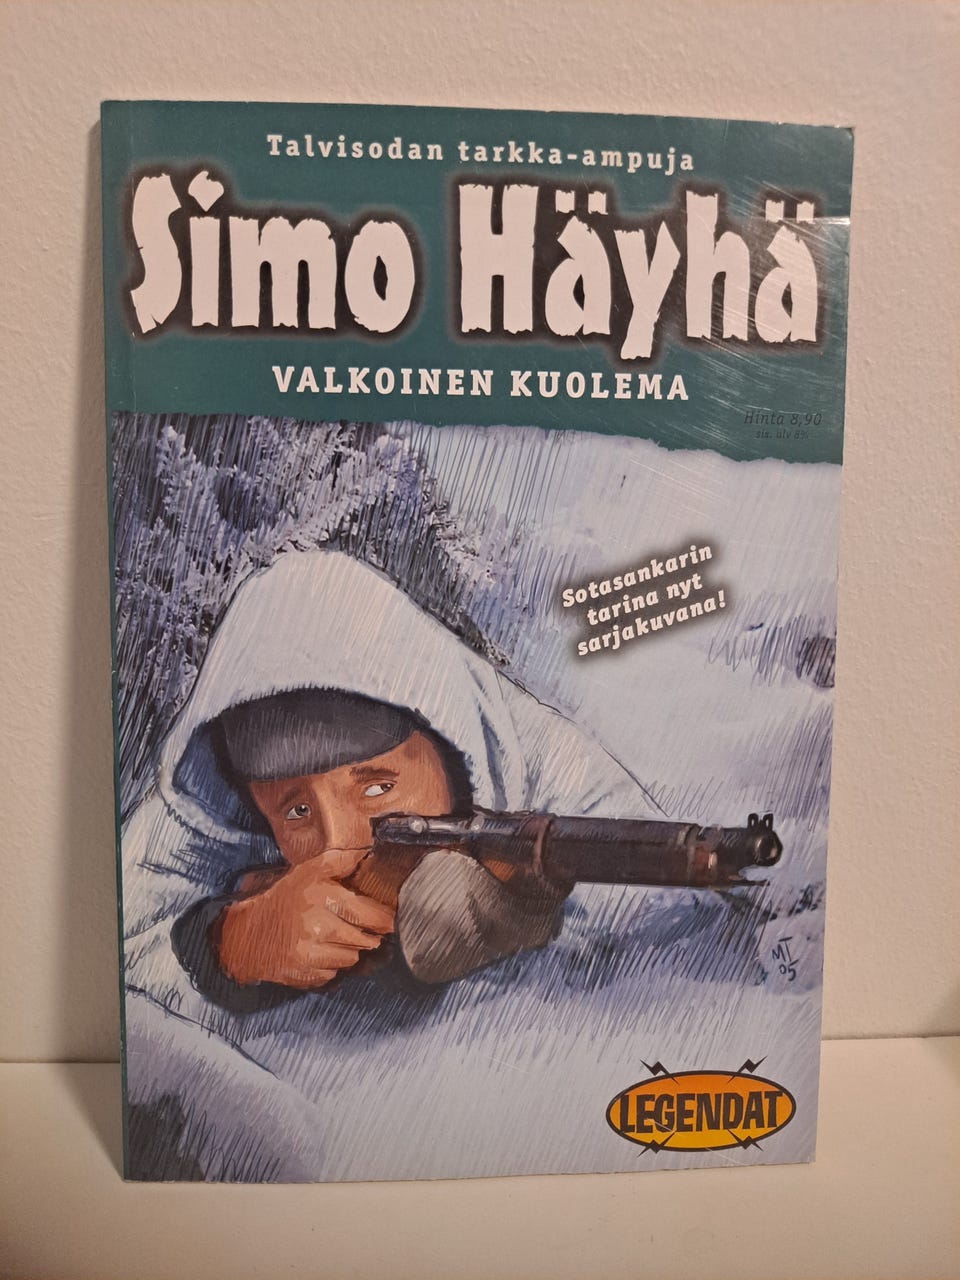 Talvisodan tarkka-ampuja
Simo Häyhä
VALKOINEN KUOLEMA
Hinta 8,90
sis. alv 8%
Sotasankarin
tarina nyt
sarjakuvana!
MT
05
LEGENDAT